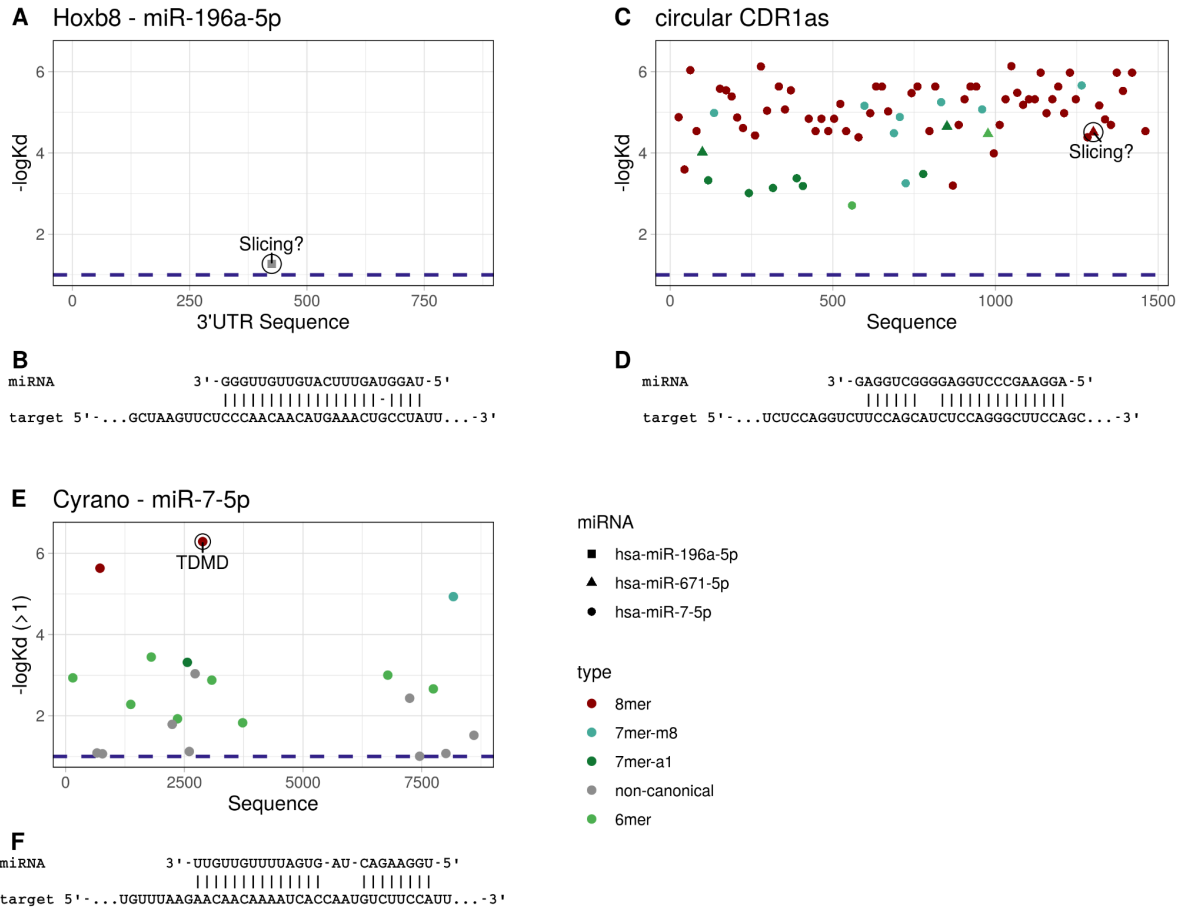 A Hoxb8 - miR-196a-5p
-logKd
6
4
2
Slicing?
0 250 500 750
3'UTR Sequence
B
miRNA 3'-GGGUUGUUGUACUUUGAUGGAU-5'
||||||||||||||||-||||
target 5'-...GCUAAGUUCUCCCAACAACAUGAAACUGCCUAUU...-3'
C circular CDR1as
-logKd
6
4
2
Slicing?
0 500 1000 1500
Sequence
D
miRNA 3'-GAGGUCGGGGAGGUCCCGAAGGA-5'
target 5'-...UCUCCAGGUCUUCCAGCAUCUCCAGGGCUUCCAGC...-3'
E Cyrano - miR-7-5p
-logKd (>1)
6
4
2
TDMD
0 2500 5000 7500
Sequence
F
miRNA 3'-UUGUUGUUUUAGUG-AU-CAGAAGGU-5'
target 5'-...UGUUUAAGAACAACAAAAUCACCAAUGUCUUCCAUU...-3'
miRNA
hsa-miR-196a-5p
hsa-miR-671-5p
hsa-miR-7-5p
type
8mer
7mer-m8
7mer-a1
non-canonical
6mer